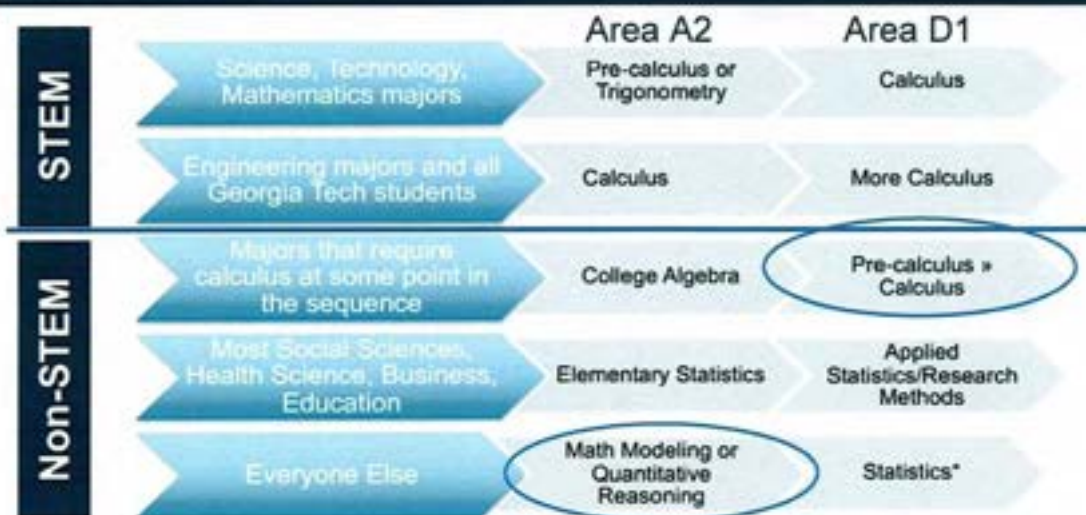 Area A2
Area D1
STEM
Science, Technology,
Mathematics majors
Pre-calculus or
Trigonometry
Calculus
Engineering majors and all
Georgia Tech students
Calculus
More Calculus
Non-STEM
Majors that require
calculus at some point in
the sequence
College Algebra
Pre-calculus »
Calculus
Most Social Sciences,
Health Science, Business,
Education
Elementary Statistics
Applied
Statistics/Research
Methods
Everyone Else
Math Modeling or
Quantitative
Reasoning
Statistics*